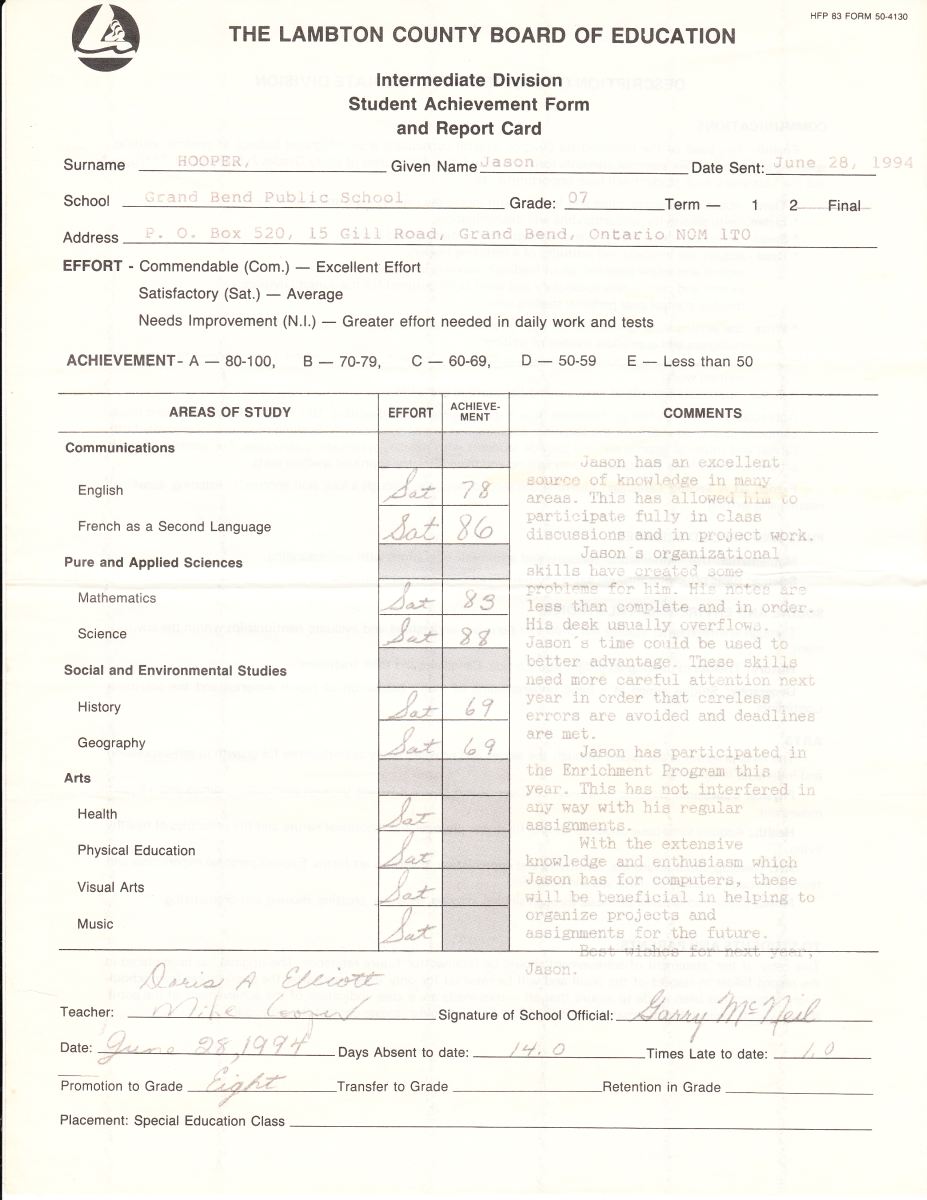 HFP 83 FORM 50-4130
THE LAMBTON COUNTY BOARD OF EDUCATION
Intermediate Division
Student Achievement Form
and Report Card
Surname HOOPER, Given Name Jason Date Sent: June 28, 1994
School Grand Bend Public School Grade: 07 Term — 1 2 Final
Address P. O. Box 520, 15 Gill Road, Grand Bend, Ontario NOM 1TO
EFFORT - Commendable (Com.) — Excellent Effort
Satisfactory (Sat.) — Average
Needs Improvement (N.I.) — Greater effort needed in daily work and tests
ACHIEVEMENT- A — 80-100, B — 70-79, C — 60-69, D — 50-59 E — Less than 50
AREAS OF STUDY EFFORT ACHIEVE-MENT COMMENTS
Communications
English Sat 78
French as a Second Language Sat 86
Pure and Applied Sciences
Mathematics Sat 83
Science Sat 88
Social and Environmental Studies
History Sat 69
Geography Sat 69
Arts
Health Sat
Physical Education Sat
Visual Arts Sat
Music Sat
Jason has an excellent
source of knowledge in many
areas. This has allowed him to
participate fully in class
discussions and in project work.
Jason's organizational
skills have created some
problems for him. His notes are
less than complete and in order.
His desk usually overflows.
Jason's time could be used to
better advantage. These skills
need more careful attention next
year in order that careless
errors are avoided and deadlines
are met.
Jason has participated in
the Enrichment Program this
year. This has not interfered in
any way with his regular
assignments.
With the extensive
knowledge and enthusiasm which
Jason has for computers, these
will be beneficial in helping to
organize projects and
assignments for the future.
Best wishes for next year,
Jason.
Doris A Elliott
Teacher: Mike Cooper Signature of School Official: Garry McNeil
Date: June 28, 1994 Days Absent to date: 14.0 Times Late to date: 1.0
Promotion to Grade Eight Transfer to Grade Retention in Grade
Placement: Special Education Class